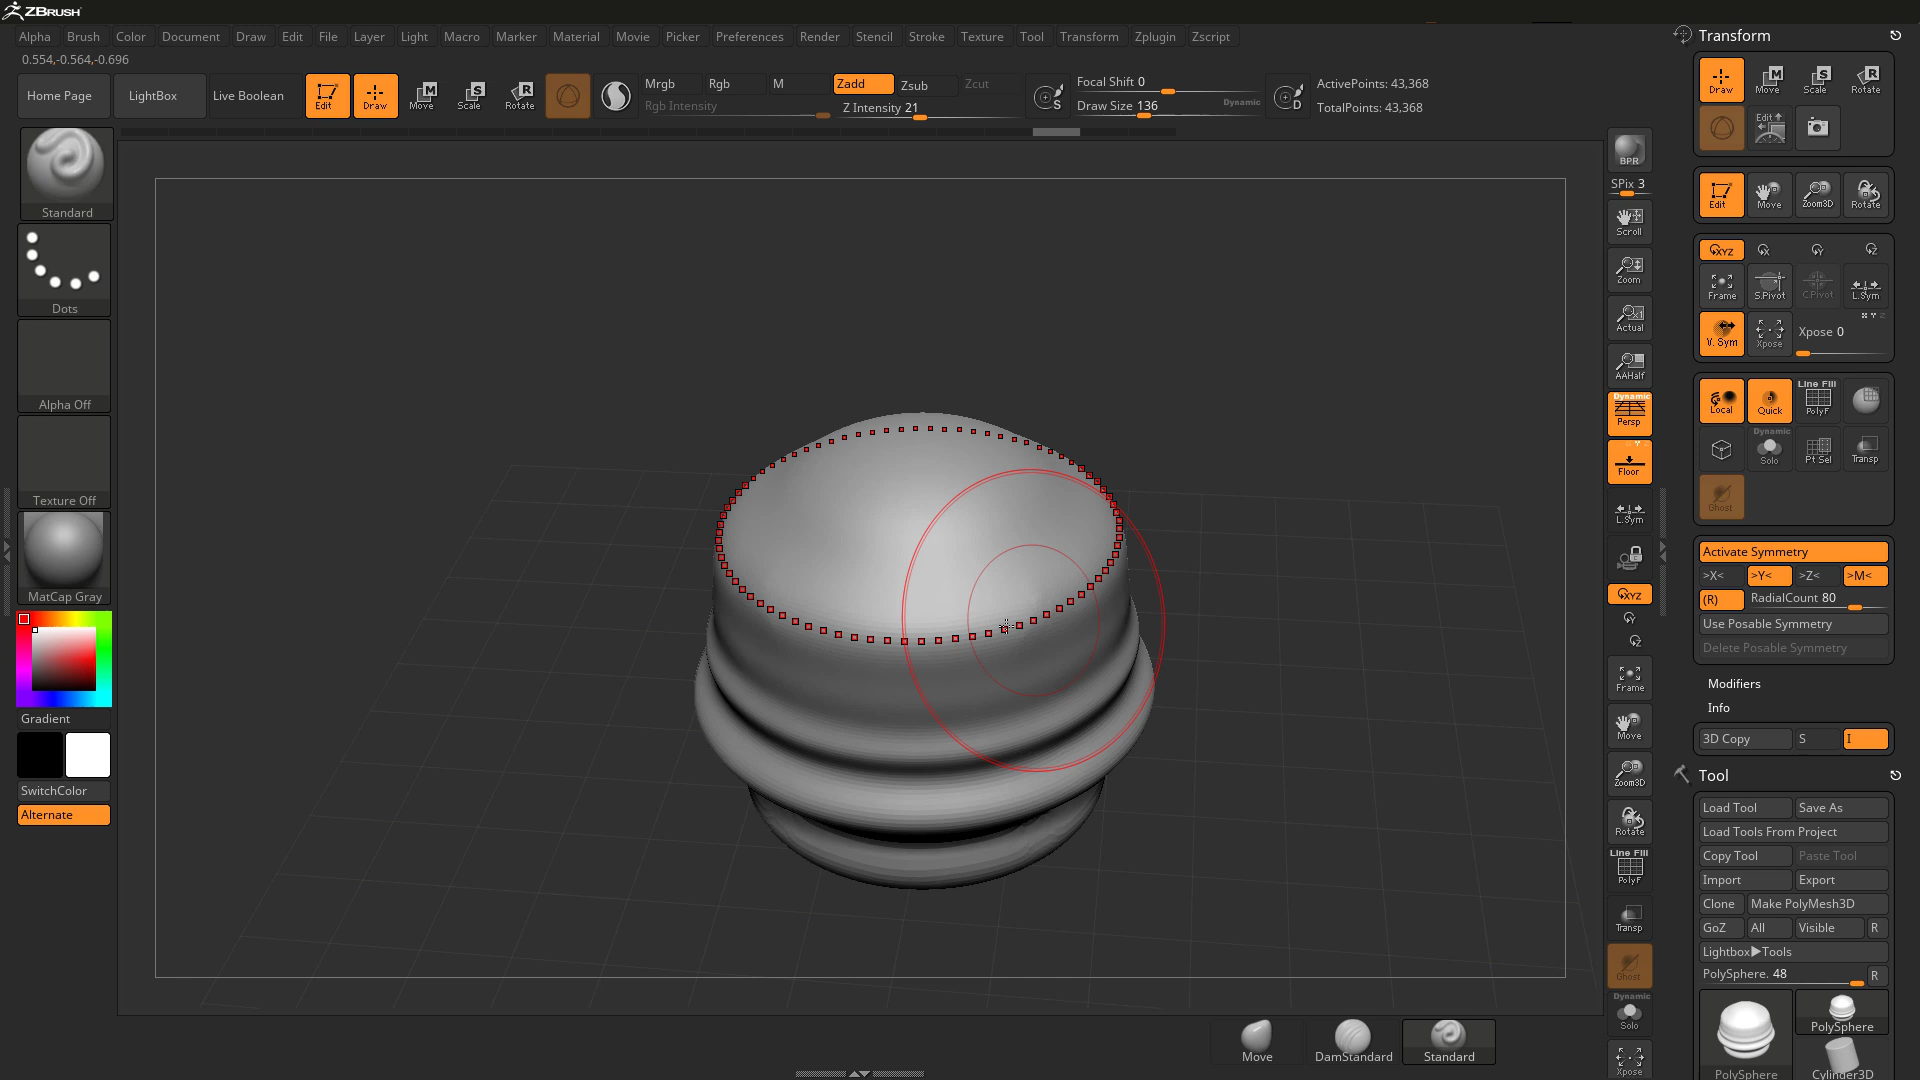 ZBRUSH
Alpha Brush Color Document Draw Edit File Layer Light Macro Marker Material Movie Picker Preferences Render Stencil Stroke Texture Tool Transform Zplugin Zscript
0.554,-0.564,-0.696
Home Page LightBox Live Boolean Edit Draw Move Scale Rotate
Mrgb Rgb M Zadd Zsub Zcut
Rgb Intensity Z Intensity 21
S Focal Shift 0
Draw Size 136 Dynamic D
ActivePoints: 43,368
TotalPoints: 43,368
Standard
Dots
Alpha Off
Texture Off
MatCap Gray
Gradient
SwitchColor
Alternate
BPR
SPix 3
Scroll
Zoom
Actual
AAHalf
Dynamic
Persp
Floor
L.Sym
XYZ
Y
Z
Frame
Move
Zoom3D
Rotate
Line Fill
PolyF
Transp
Ghost
Dynamic
Solo
Xpose
Move DamStandard Standard
Transform
Draw Move Scale Rotate
Edit
Edit Move Zoom3D Rotate
XYZ X Y Z
Frame S.Pivot C.Pivot L.Sym
X Y Z
V. Sym Xpose Xpose 0
Local Quick Line Fill PolyF
Dynamic
Solo Pt Sel Transp
Ghost
Activate Symmetry
>X< >Y< >Z< >M<
(R) RadialCount 80
Use Posable Symmetry
Delete Posable Symmetry
Modifiers
Info
3D Copy S I
Tool
Load Tool Save As
Load Tools From Project
Copy Tool Paste Tool
Import Export
Clone Make PolyMesh3D
GoZ All Visible R
Lightbox▶Tools
PolySphere. 48 R
PolySphere
PolySphere Cylinder3D